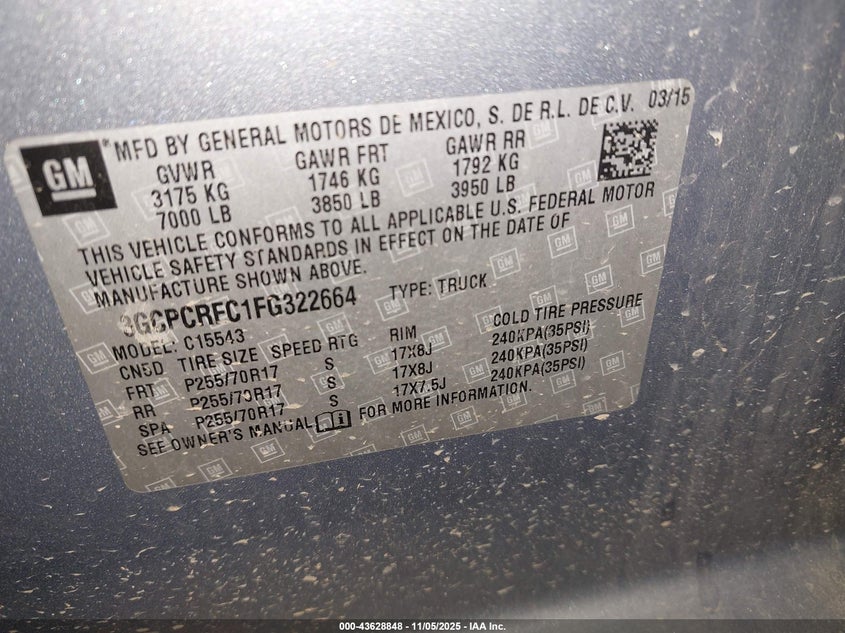 GM ® MFD BY GENERAL MOTORS DE MEXICO, S. DE R.L. DE C.V. 03/15
GVWR GAWR FRT GAWR RR
3175 KG 1746 KG 1792 KG
7000 LB 3850 LB 3950 LB
THIS VEHICLE CONFORMS TO ALL APPLICABLE U.S. FEDERAL MOTOR
VEHICLE SAFETY STANDARDS IN EFFECT ON THE DATE OF
MANUFACTURE SHOWN ABOVE.
3GCPCRFC1FG322664 TYPE: TRUCK
MODEL: C15543
CNSD TIRE SIZE SPEED RTG RIM COLD TIRE PRESSURE
FRT P255/70R17 S 17X8J 240KPA(35PSI)
RR P255/70R17 S 17X8J 240KPA(35PSI)
SPA P255/70R17 S 17X7.5J 240KPA(35PSI)
SEE OWNER'S MANUAL FOR MORE INFORMATION.
000-43628848 - 11/05/2025 - IAA Inc.